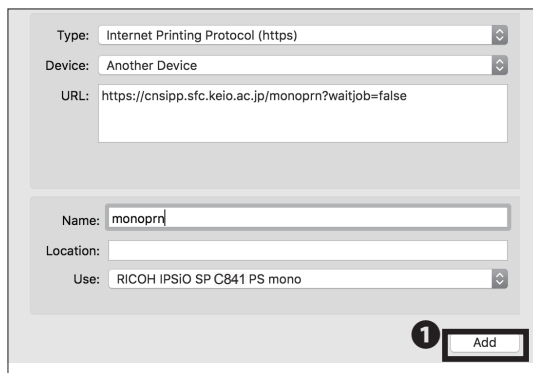 Type: Internet Printing Protocol (https)
Device: Another Device
URL: https://cnsipp.sfc.keio.ac.jp/monoprn?waitjob=false
Name: monoprn
Location:
Use: RICOH IPSiO SP C841 PS mono
1 Add